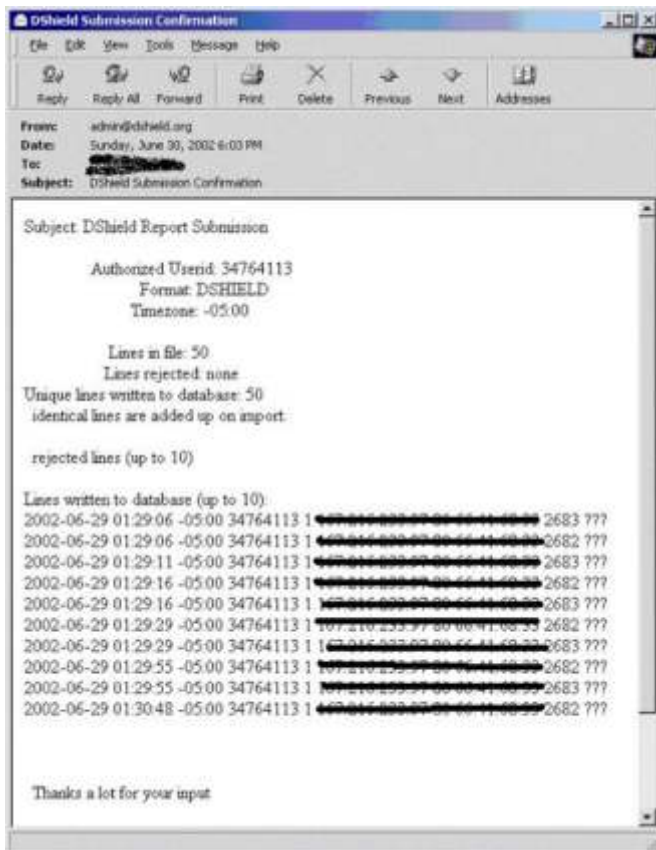 DShield Submission Confirmation
File Edit View Tools Message Help
Reply Reply All Forward Print Delete Previous Next Addresses
From: admin@dshield.org
Date: Sunday, June 30, 2002 6:03 PM
To:
Subject: DShield Submission Confirmation
Subject: DShield Report Submission
Authorized Userid: 34764113
Format: DSHIELD
Timezone: -05:00
Lines in file: 50
Lines rejected: none
Unique lines written to database: 50
identical lines are added up on import.
rejected lines (up to 10)
Lines written to database (up to 10):
2002-06-29 01:29:06 -05:00 34764113 1 2683 ???
2002-06-29 01:29:06 -05:00 34764113 1 2682 ???
2002-06-29 01:29:11 -05:00 34764113 1 2683 ???
2002-06-29 01:29:16 -05:00 34764113 1 2682 ???
2002-06-29 01:29:16 -05:00 34764113 1 2683 ???
2002-06-29 01:29:29 -05:00 34764113 1 2682 ???
2002-06-29 01:29:29 -05:00 34764113 1 2683 ???
2002-06-29 01:29:55 -05:00 34764113 1 2682 ???
2002-06-29 01:29:55 -05:00 34764113 1 2683 ???
2002-06-29 01:30:48 -05:00 34764113 1 2682 ???
Thanks a lot for your input